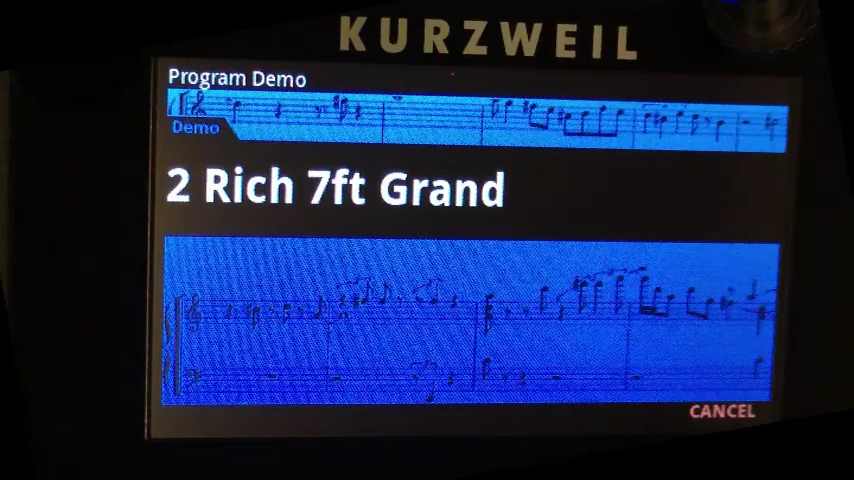 KURZWEIL
Program Demo
Demo
2 Rich 7ft Grand
CANCEL